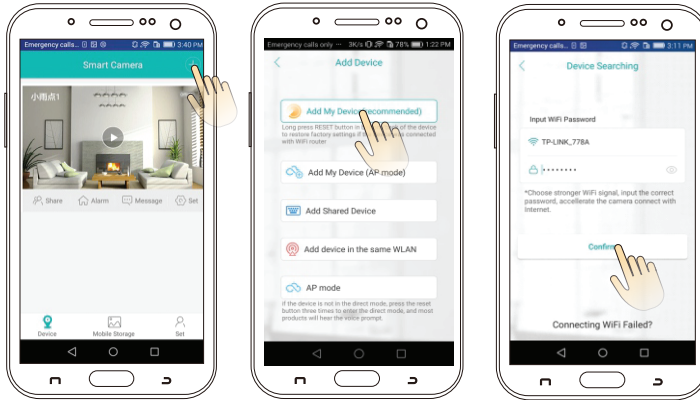 Emergency calls...
3:40 PM
Smart Camera
小雨点1
Share
Alarm
Message
Set
Device
Mobile Storage
Set
Emergency calls only ··· 3K/s
78%
1:22 PM
Add Device
Add My Device (recommended)
Long press RESET button in
of the device
to restore factory settings if
connected
with WiFi router
Add My Device (AP mode)
Add Shared Device
Add device in the same WLAN
AP mode
If the device is not in the direct mode, press the reset
button three times to enter the direct mode, and most
products will hear the voice prompt.
Emergency calls...
3:11 PM
Device Searching
Input WiFi Password
TP-LINK_778A
········
*Choose stronger WiFi signal, input the correct
password, accellerate the camera connect with
Internet.
Confirm
Connecting WiFi Failed?